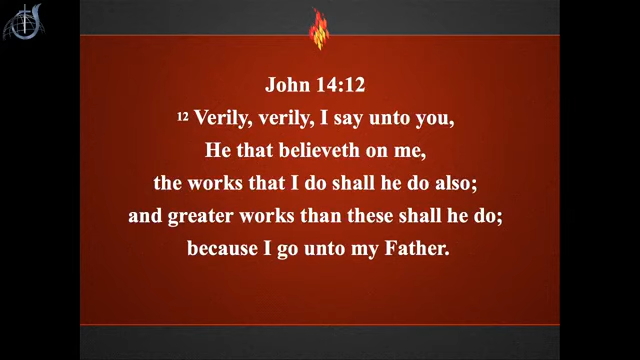 John 14:12
12 Verily, verily, I say unto you,
He that believeth on me,
the works that I do shall he do also;
and greater works than these shall he do;
because I go unto my Father.